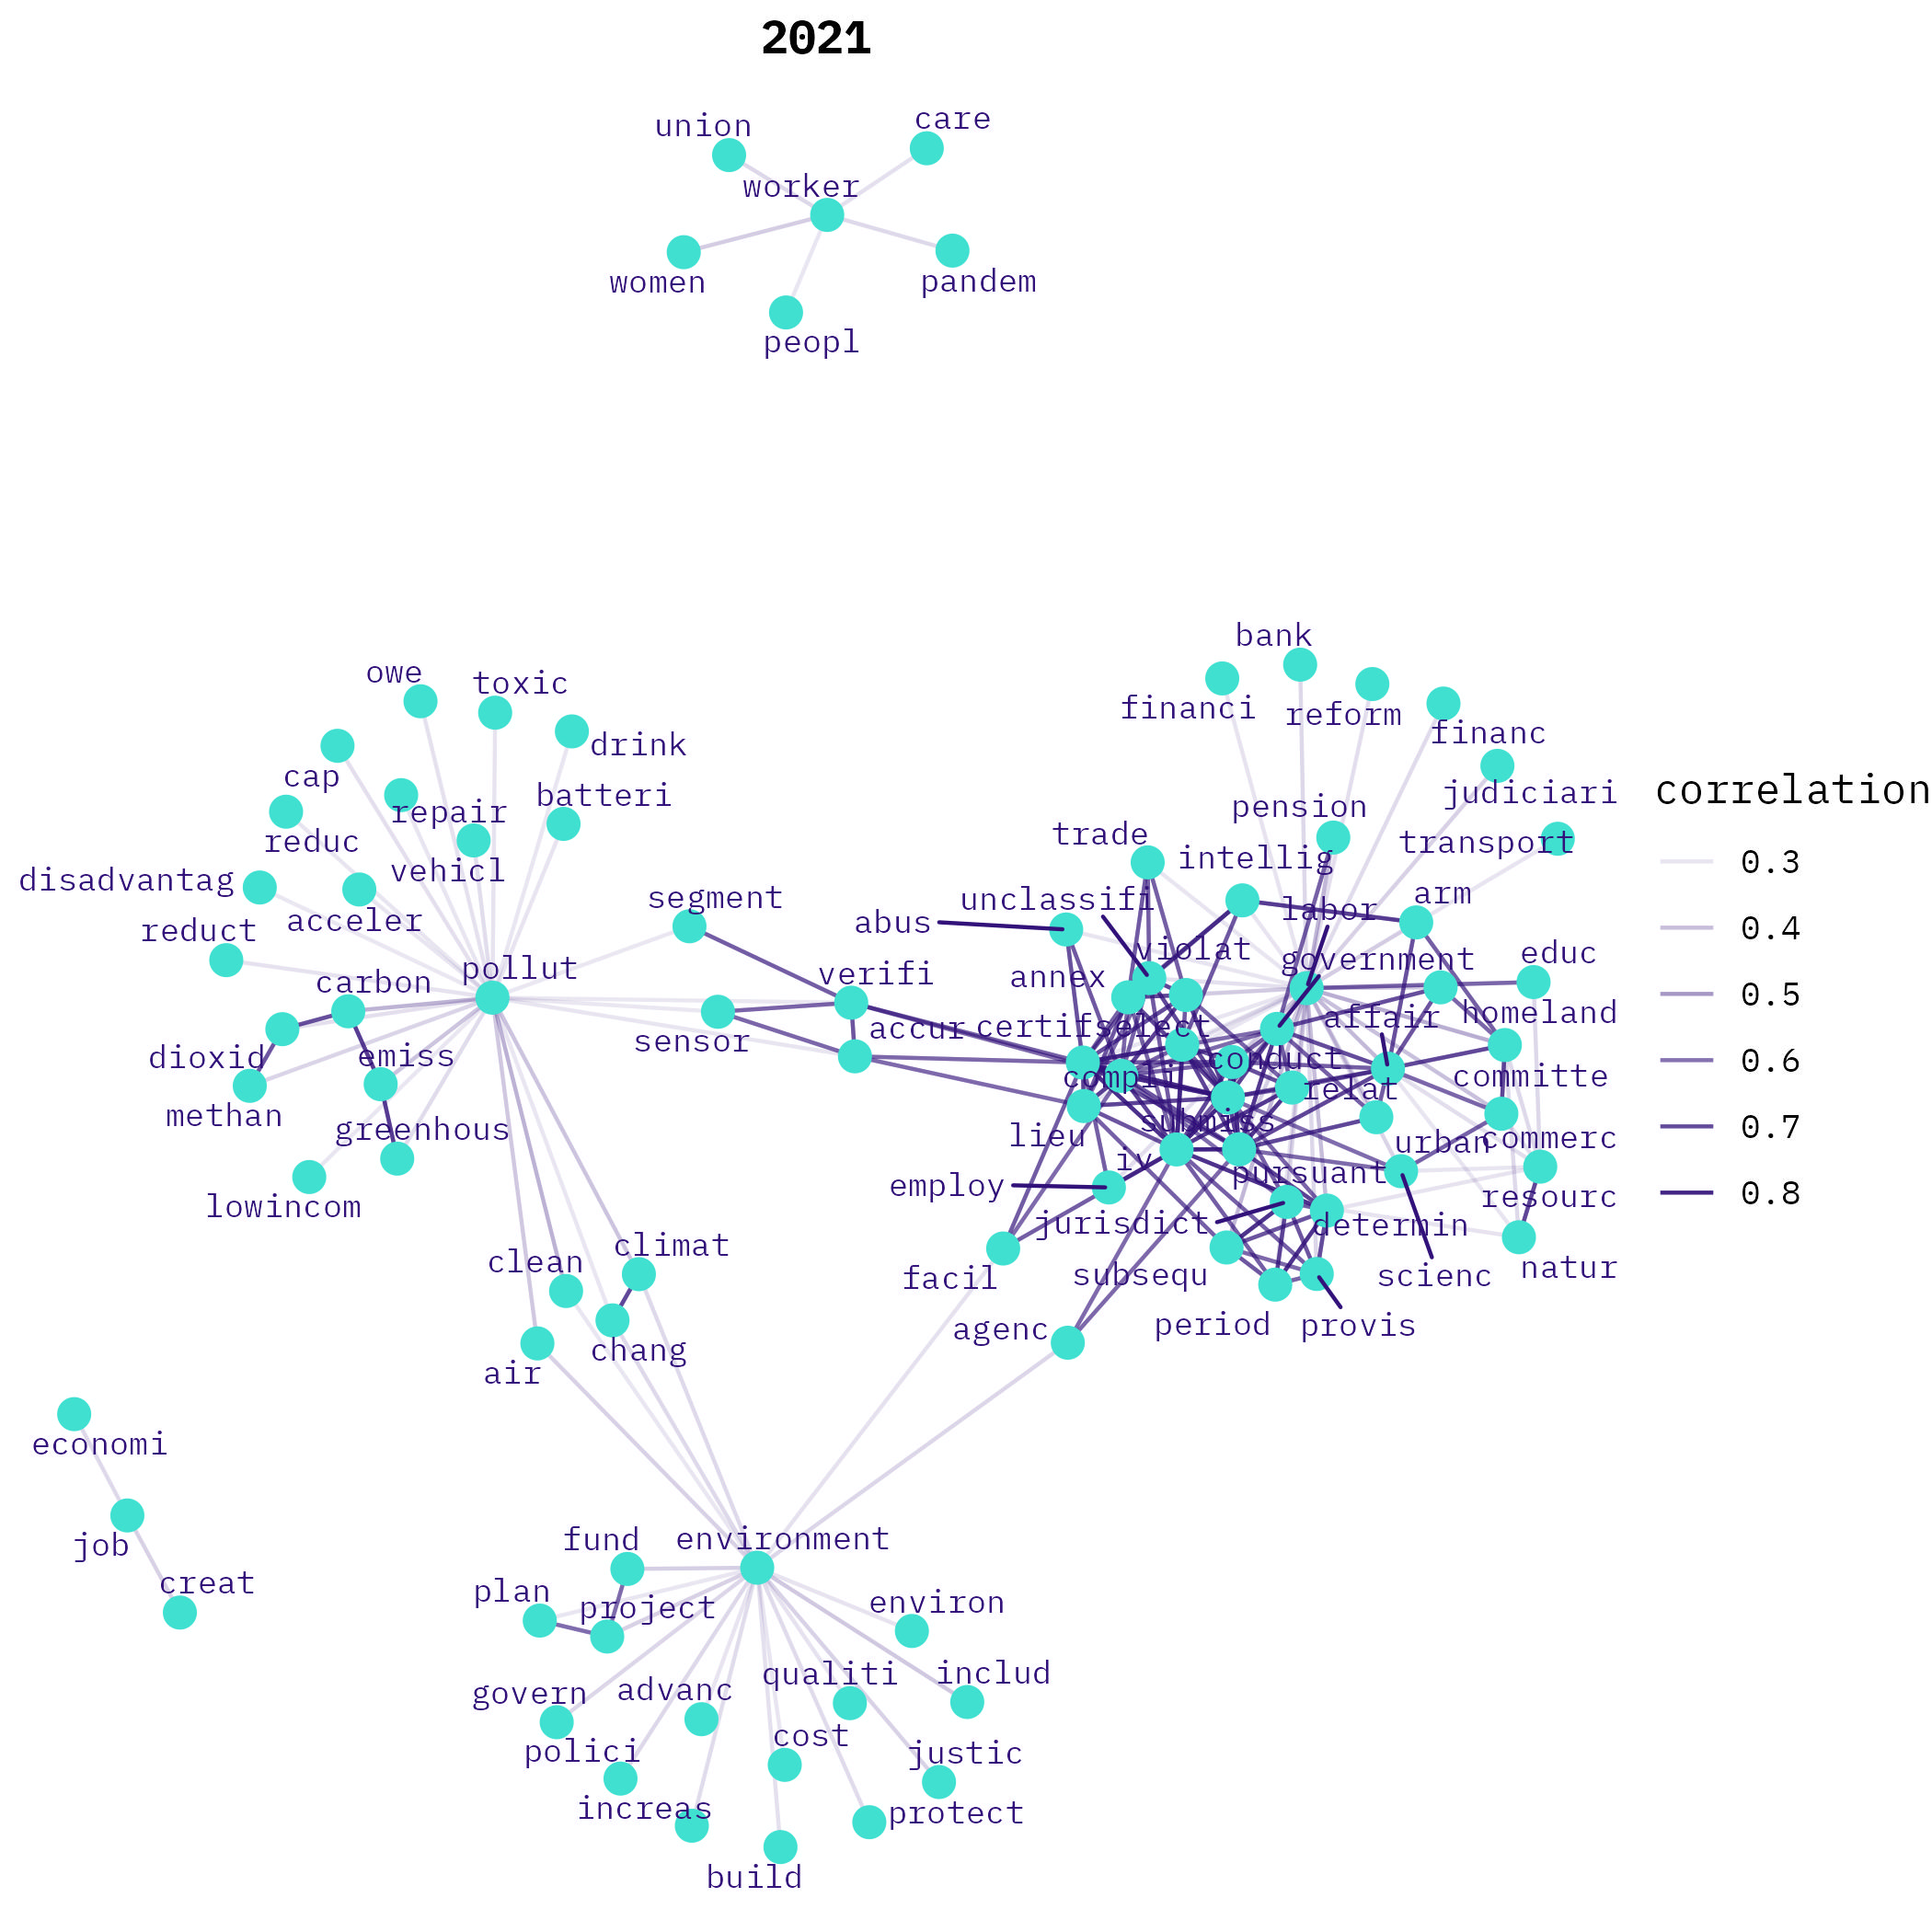 2021
union
care
worker
women
pandem
peopl
bank
owe
toxic
financi
reform
financ
drink
cap
judiciari
batteri
repair
pension
reduc
trade
transport
vehicl
intellig
disadvantag
segment
unclassifi
arm
labor
acceler
abus
reduct
violat
educ
pollut
government
carbon
verifi
annex
homeland
affair
sensor
accur
certif
select
dioxid
emiss
conduct
compli
committe
relat
methan
greenhous
submiss
lieu
urban
commerc
iv
pursuant
employ
lowincom
resourc
jurisdict
determin
climat
clean
facil
subsequ
scienc
natur
agenc
period
provis
chang
air
economi
fund
environment
job
creat
plan
project
environ
qualiti
includ
govern
advanc
cost
polici
justic
increas
protect
build
correlation
0.3
0.4
0.5
0.6
0.7
0.8